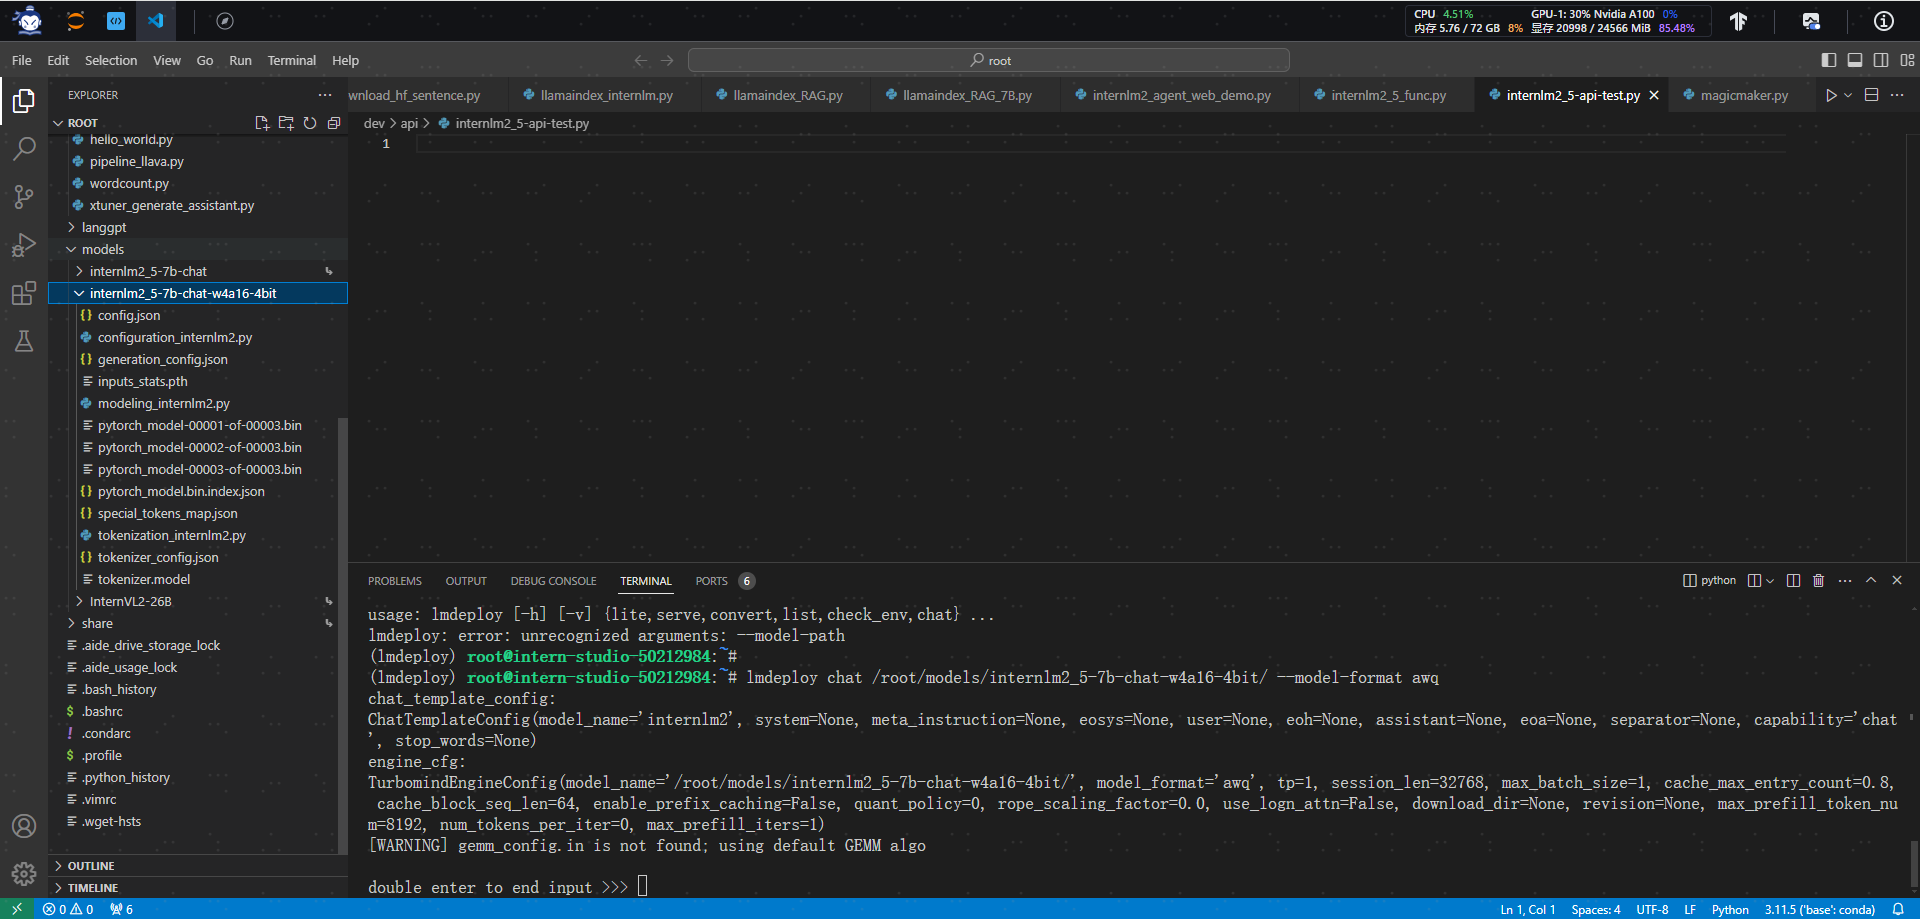 CPU 4.51% GPU-1: 30% Nvidia A100 0%
内存 5.76 / 72 GB 8% 显存 20998 / 24566 MiB 85.48%
File Edit Selection View Go Run Terminal Help
root
EXPLORER
wnload_hf_sentence.py llamaindex_internlm.py llamaindex_RAG.py llamaindex_RAG_7B.py internlm2_agent_web_demo.py internlm2_5_func.py internlm2_5-api-test.py magicmaker.py
ROOT
dev > api > internlm2_5-api-test.py
1
hello_world.py
pipeline_llava.py
wordcount.py
xtuner_generate_assistant.py
langgpt
models
internlm2_5-7b-chat
internlm2_5-7b-chat-w4a16-4bit
config.json
configuration_internlm2.py
generation_config.json
inputs_stats.pth
modeling_internlm2.py
pytorch_model-00001-of-00003.bin
pytorch_model-00002-of-00003.bin
pytorch_model-00003-of-00003.bin
pytorch_model.bin.index.json
special_tokens_map.json
tokenization_internlm2.py
tokenizer_config.json
tokenizer.model
InternVL2-26B
share
.aide_drive_storage_lock
.aide_usage_lock
.bash_history
.bashrc
.condarc
.profile
.python_history
.vimrc
.wget-hsts
OUTLINE
TIMELINE
PROBLEMS OUTPUT DEBUG CONSOLE TERMINAL PORTS 6
python
usage: lmdeploy [-h] [-v] {lite,serve,convert,list,check_env,chat} ...
lmdeploy: error: unrecognized arguments: --model-path
(lmdeploy) root@intern-studio-50212984:~#
(lmdeploy) root@intern-studio-50212984:~# lmdeploy chat /root/models/internlm2_5-7b-chat-w4a16-4bit/ --model-format awq
chat_template_config:
ChatTemplateConfig(model_name='internlm2', system=None, meta_instruction=None, eosys=None, user=None, eoh=None, assistant=None, eoa=None, separator=None, capability='chat
', stop_words=None)
engine_cfg:
TurbomindEngineConfig(model_name='/root/models/internlm2_5-7b-chat-w4a16-4bit/', model_format='awq', tp=1, session_len=32768, max_batch_size=1, cache_max_entry_count=0.8,
cache_block_seq_len=64, enable_prefix_caching=False, quant_policy=0, rope_scaling_factor=0.0, use_logn_attn=False, download_dir=None, revision=None, max_prefill_token_nu
m=8192, num_tokens_per_iter=0, max_prefill_iters=1)
[WARNING] gemm_config.in is not found; using default GEMM algo
double enter to end input >>>
0 0 6
Ln 1, Col 1 Spaces: 4 UTF-8 LF Python 3.11.5 ('base': conda)